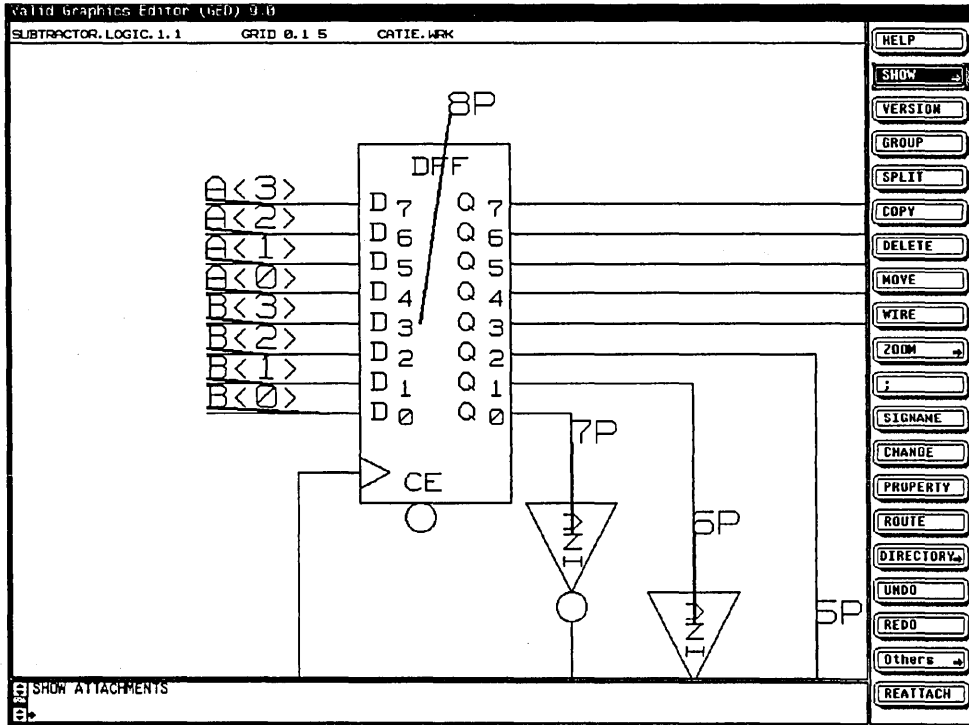 Valid Graphics Editor (GED) 9.0
SUBTRACTOR.LOGIC.1.1 GRID 0.1 5 CATIE.WRK
HELP
SHOW
VERSION
GROUP
SPLIT
COPY
DELETE
MOVE
WIRE
ZOOM
;
SIGNAME
CHANGE
PROPERTY
ROUTE
DIRECTORY
UNDO
REDO
Others
REATTACH
8P
DFF
A<3> D 7 Q 7
A<2> D 6 Q 6
A<1> D 5 Q 5
A<0> D 4 Q 4
B<3> D 3 Q 3
B<2> D 2 Q 2
B<1> D 1 Q 1
B<0> D 0 Q 0
7P
CE
INV
6P
INV
5P
SHOW ATTACHMENTS